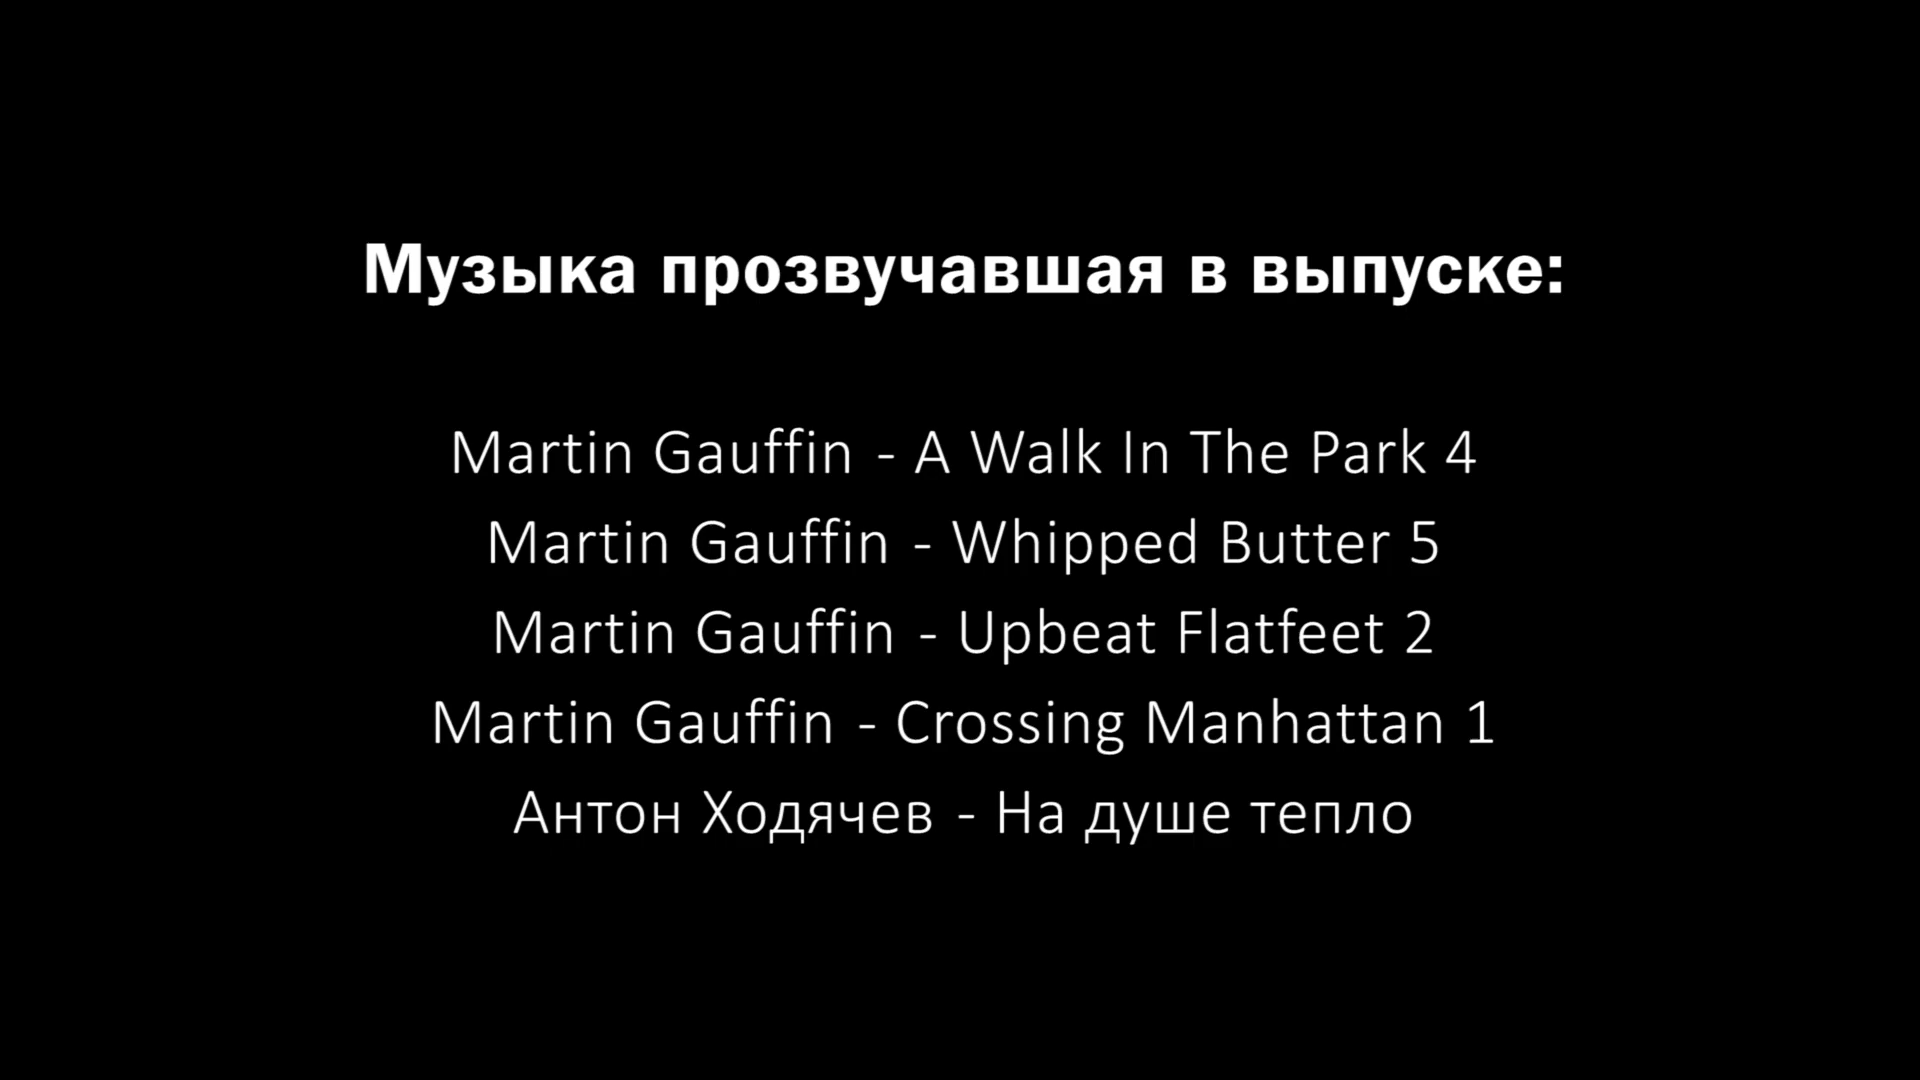 Музыка прозвучавшая в выпуске:
Martin Gauffin - A Walk In The Park 4
Martin Gauffin - Whipped Butter 5
Martin Gauffin - Upbeat Flatfeet 2
Martin Gauffin - Crossing Manhattan 1
Антон Ходячев - На душе тепло